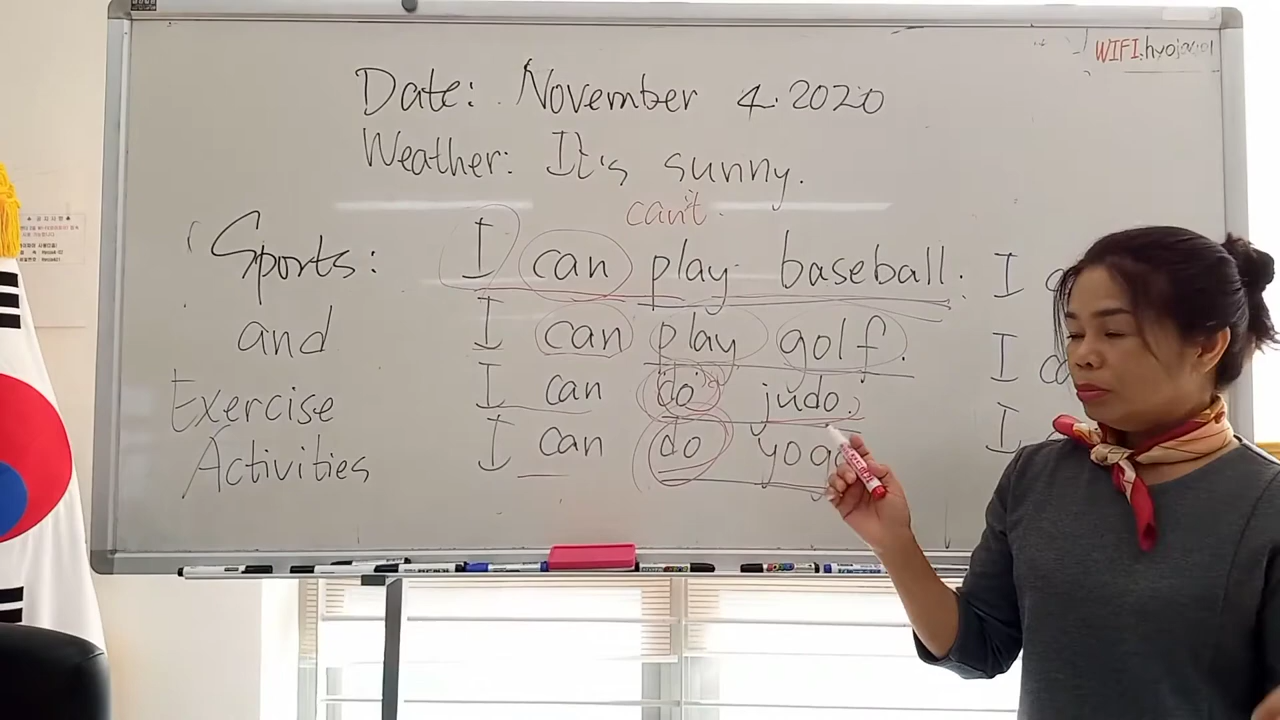 WIFI:
Date: November 4. 2020
Weather: It's sunny.
can't.
Sports: I can play baseball. I
and I can play golf. I
Exercise I can do judo. I
Activities I can do yoga